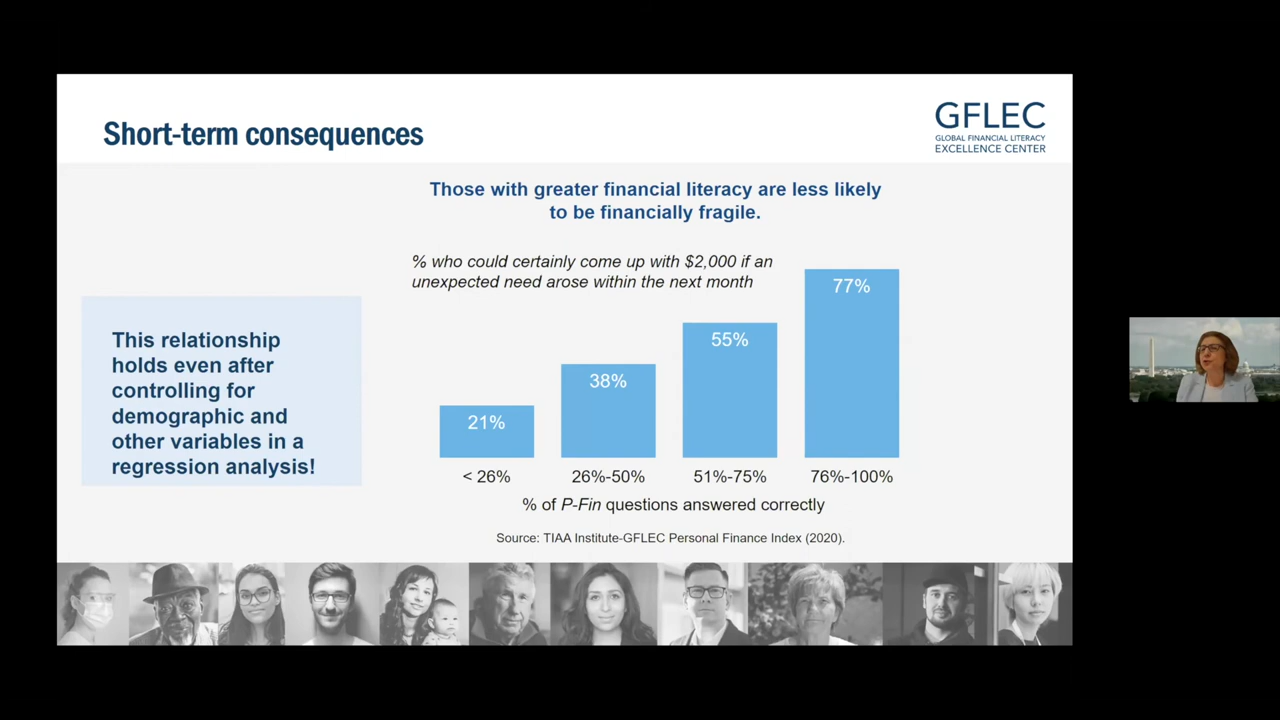 Short-term consequences
GFLEC
GLOBAL FINANCIAL LITERACY
EXCELLENCE CENTER
Those with greater financial literacy are less likely
to be financially fragile.
% who could certainly come up with $2,000 if an
unexpected need arose within the next month
This relationship
holds even after
controlling for
demographic and
other variables in a
regression analysis!
21%
38%
55%
77%
< 26%
26%-50%
51%-75%
76%-100%
% of P-Fin questions answered correctly
Source: TIAA Institute-GFLEC Personal Finance Index (2020).